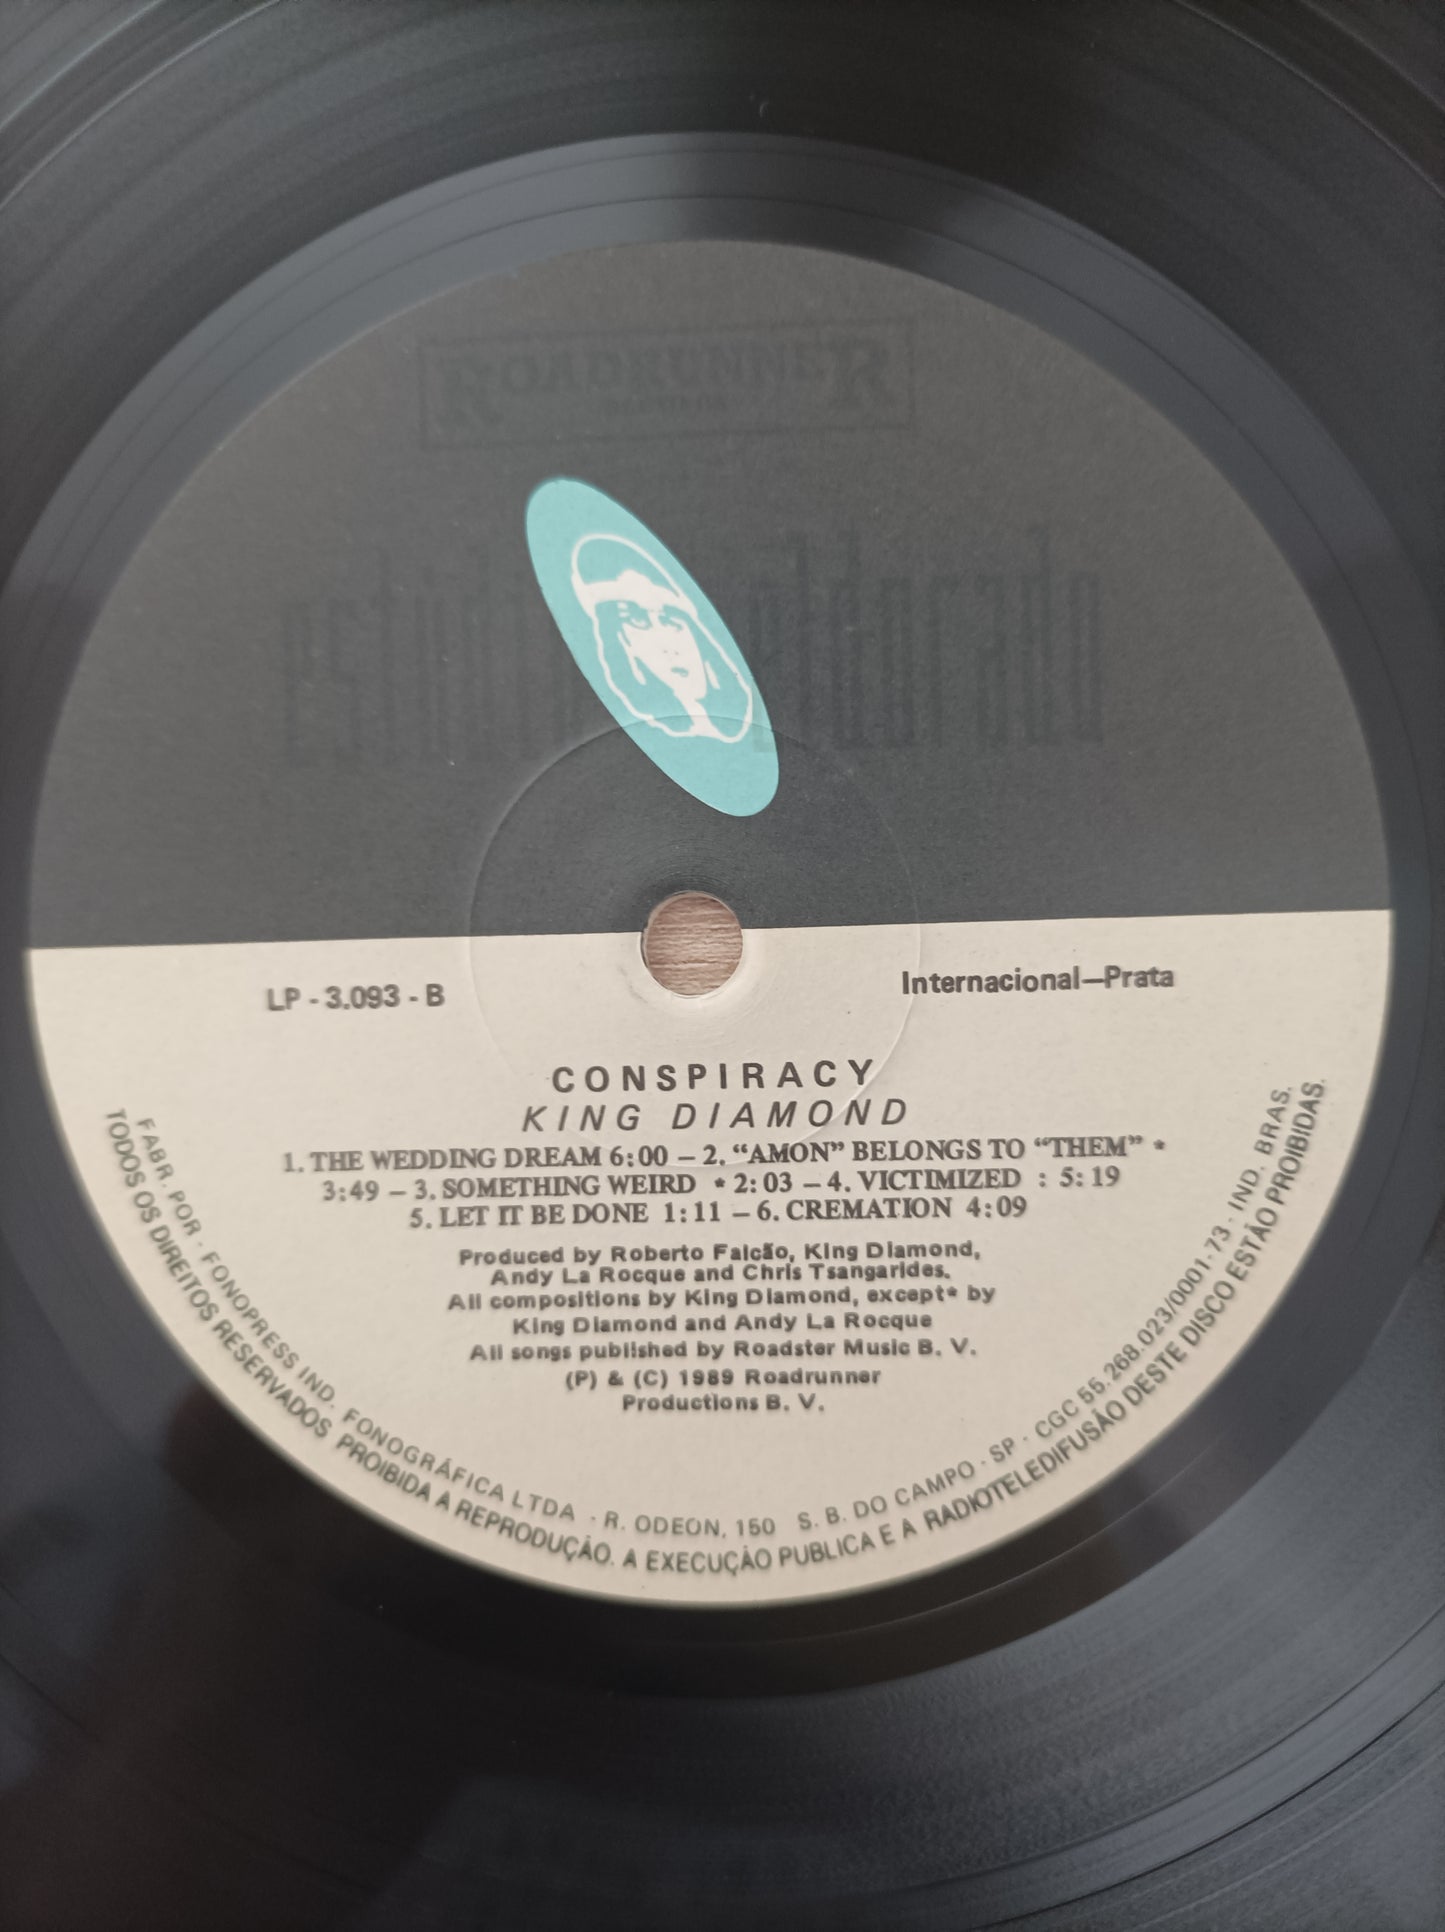 ROADRUNNER
LP - 3.093 - B
Internacional—Prata
CONSPIRACY
KING DIAMOND
1. THE WEDDING DREAM 6:00 – 2. “AMON” BELONGS TO “THEM” *
3:49 – 3. SOMETHING WEIRD * 2:03 – 4. VICTIMIZED : 5:19
5. LET IT BE DONE 1:11 – 6. CREMATION 4:09
Produced by Roberto Falcão, King Diamond,
Andy La Rocque and Chris Tsangarides.
All compositions by King Diamond, except* by
King Diamond and Andy La Rocque
All songs published by Roadster Music B. V.
(P) & (C) 1989 Roadrunner
Productions B. V.
FABR. POR - FONOPRESS IND. FONOGRÁFICA LTDA - R. ODEON, 150 S. B. DO CAMPO - SP - CGC 55.268.023/0001-73 - IND. BRAS.
TODOS OS DIREITOS RESERVADOS PROIBIDA A REPRODUÇÃO. A EXECUÇÃO PUBLICA E A RADIOTELEDIFUSÃO DESTE DISCO ESTÃO PROIBIDAS.